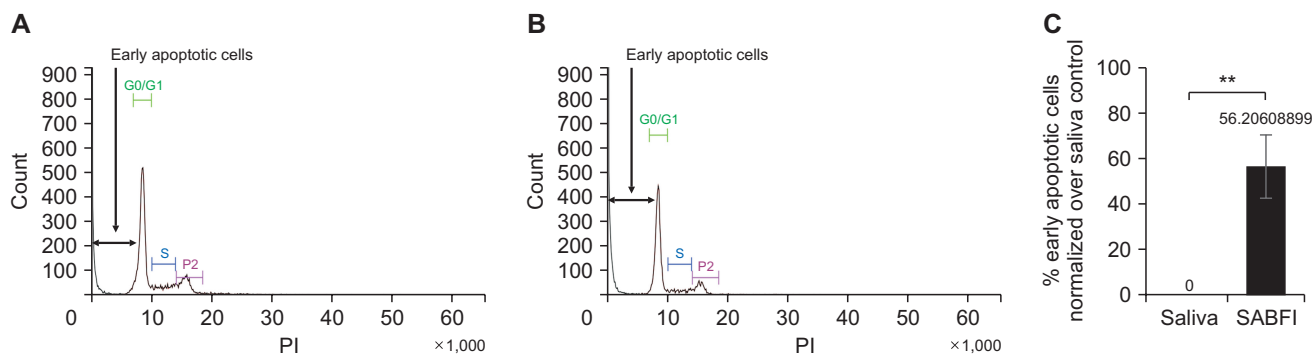 A
Early apoptotic cells
900
800
700
600
500
400
300
200
100
Count
G0/G1
S
P2
0 10 20 30 40 50 60
PI
×1,000
B
Early apoptotic cells
900
800
700
600
500
400
300
200
100
Count
G0/G1
S
P2
0 10 20 30 40 50 60
PI
×1,000
C
% early apoptotic cells
normalized over saliva control
100
80
60
40
20
0
**
56.20608899
0
Saliva SABFI